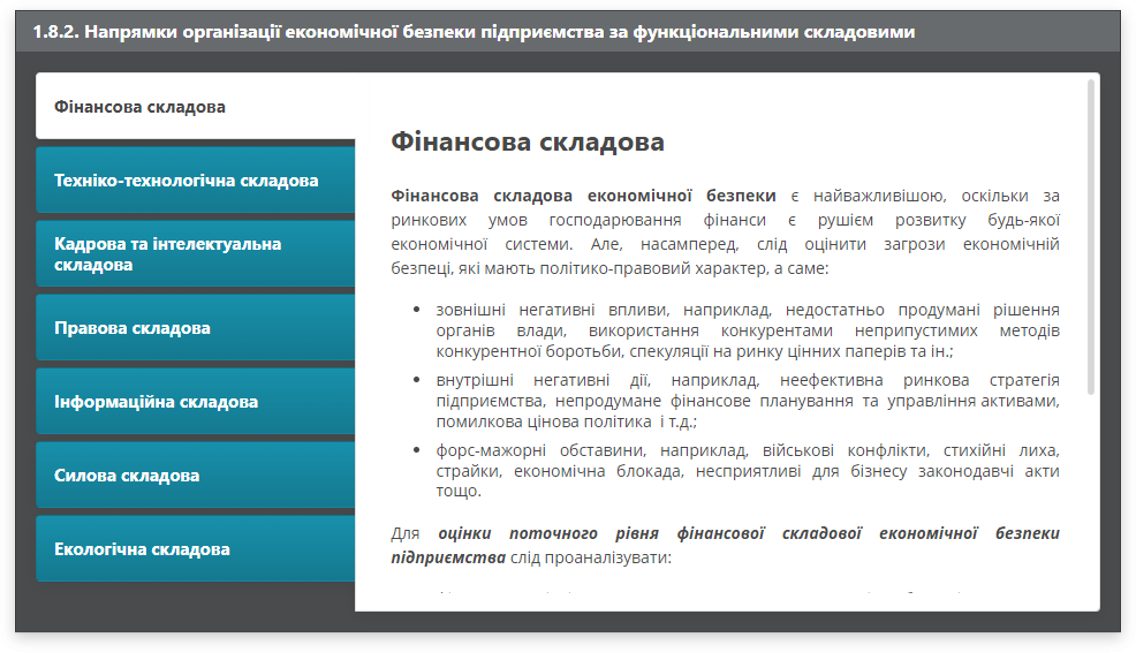 1.8.2. Напрямки організації економічної безпеки підприємства за функціональними складовими
Фінансова складова
Техніко-технологічна складова
Кадрова та інтелектуальна
складова
Правова складова
Інформаційна складова
Силова складова
Екологічна складова
Фінансова складова
Фінансова складова економічної безпеки є найважливішою, оскільки за
ринкових умов господарювання фінанси є рушієм розвитку будь-якої
економічної системи. Але, насамперед, слід оцінити загрози економічній
безпеці, які мають політико-правовий характер, а саме:
• зовнішні негативні впливи, наприклад, недостатньо продумані рішення
органів влади, використання конкурентами неприпустимих методів
конкурентної боротьби, спекуляції на ринку цінних паперів та ін.;
• внутрішні негативні дії, наприклад, неефективна ринкова стратегія
підприємства, непродумане фінансове планування та управління активами,
помилкова цінова політика і т.д.;
• форс-мажорні обставини, наприклад, військові конфлікти, стихійні лиха,
страйки, економічна блокада, несприятливі для бізнесу законодавчі акти
тощо.
Для оцінки поточного рівня фінансової складової економічної безпеки
підприємства слід проаналізувати: